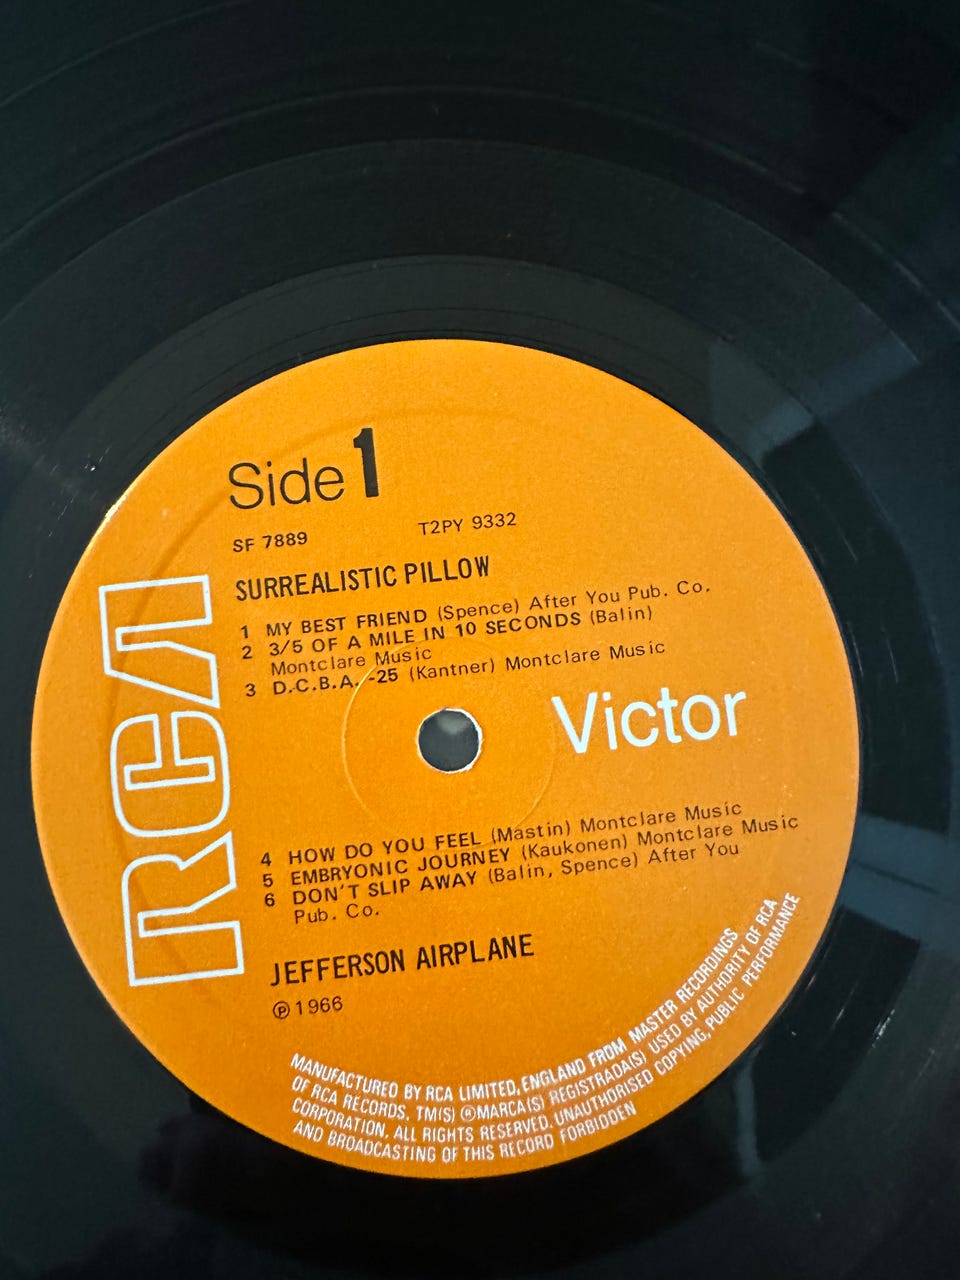 Side 1
SF 7889 T2PY 9332
SURREALISTIC PILLOW
1 MY BEST FRIEND (Spence) After You Pub. Co.
2 3/5 OF A MILE IN 10 SECONDS (Balin)
Montclare Music
3 D.C.B.A. -25 (Kantner) Montclare Music
RCA
Victor
4 HOW DO YOU FEEL (Mastin) Montclare Music
5 EMBRYONIC JOURNEY (Kaukonen) Montclare Music
6 DON'T SLIP AWAY (Balin, Spence) After You
Pub. Co.
JEFFERSON AIRPLANE
℗ 1966
MANUFACTURED BY RCA LIMITED, ENGLAND FROM MASTER RECORDINGS
OF RCA RECORDS. TM(S) ® MARCA(S) REGISTRADA(S) USED BY AUTHORITY OF RCA
CORPORATION. ALL RIGHTS RESERVED. UNAUTHORISED COPYING, PUBLIC PERFORMANCE
AND BROADCASTING OF THIS RECORD FORBIDDEN